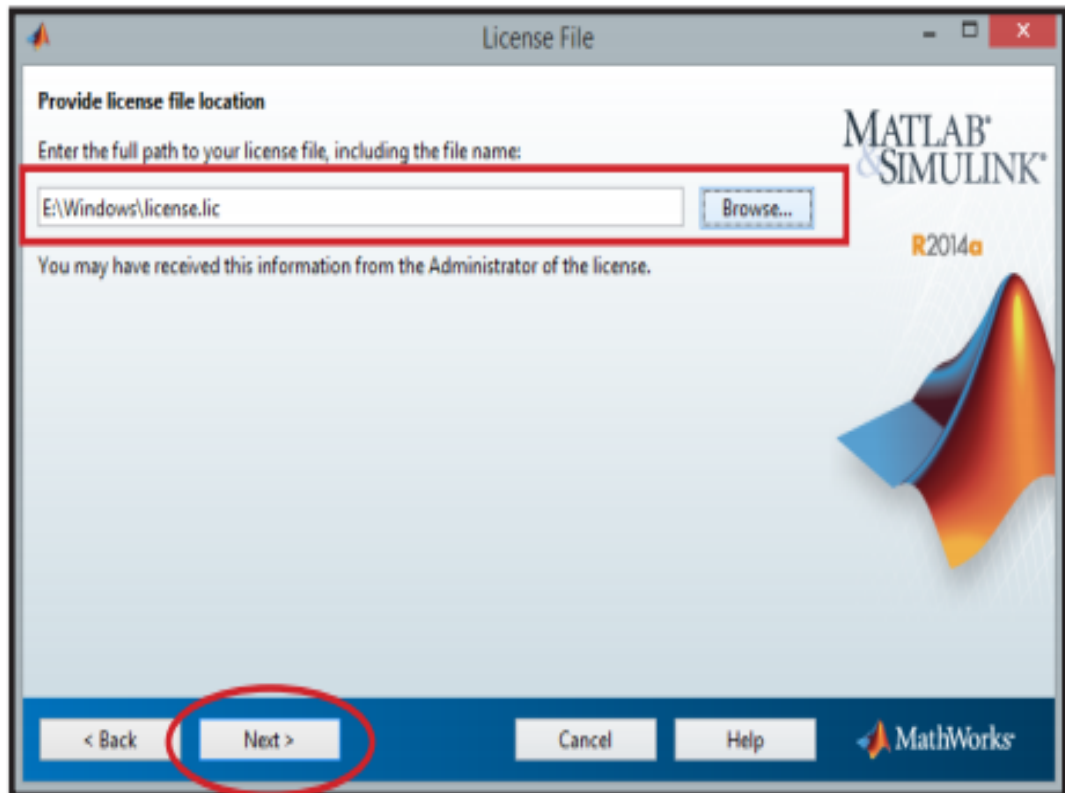 License File
Provide license file location
Enter the full path to your license file, including the file name:
E:\Windows\license.lic
Browse...
You may have received this information from the Administrator of the license.
MATLAB®
&SIMULINK®
R2014a
< Back
Next >
Cancel
Help
MathWorks®